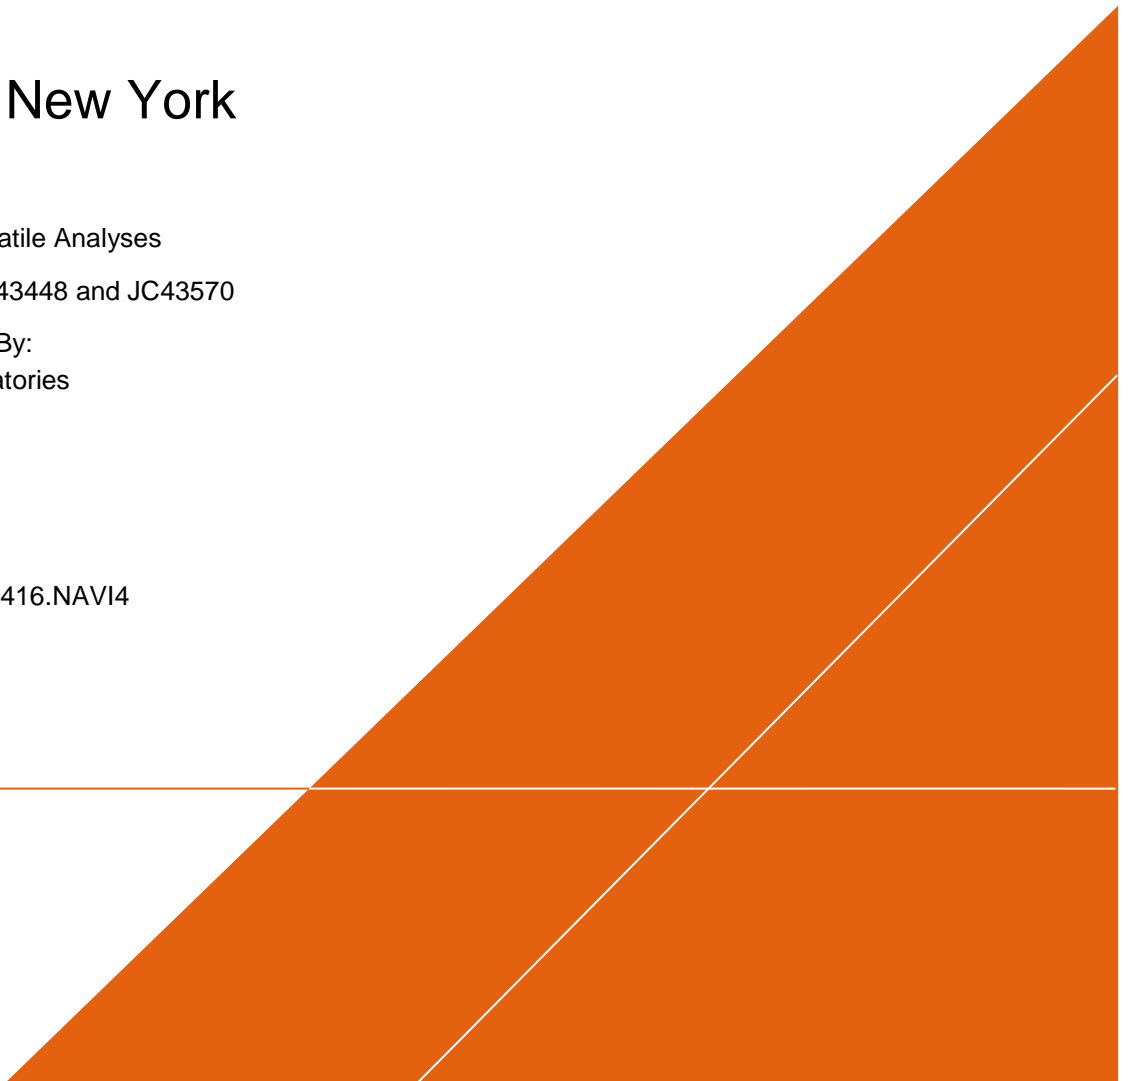 New York
atile Analyses
43448 and JC43570
By:
atories
416.NAVI4